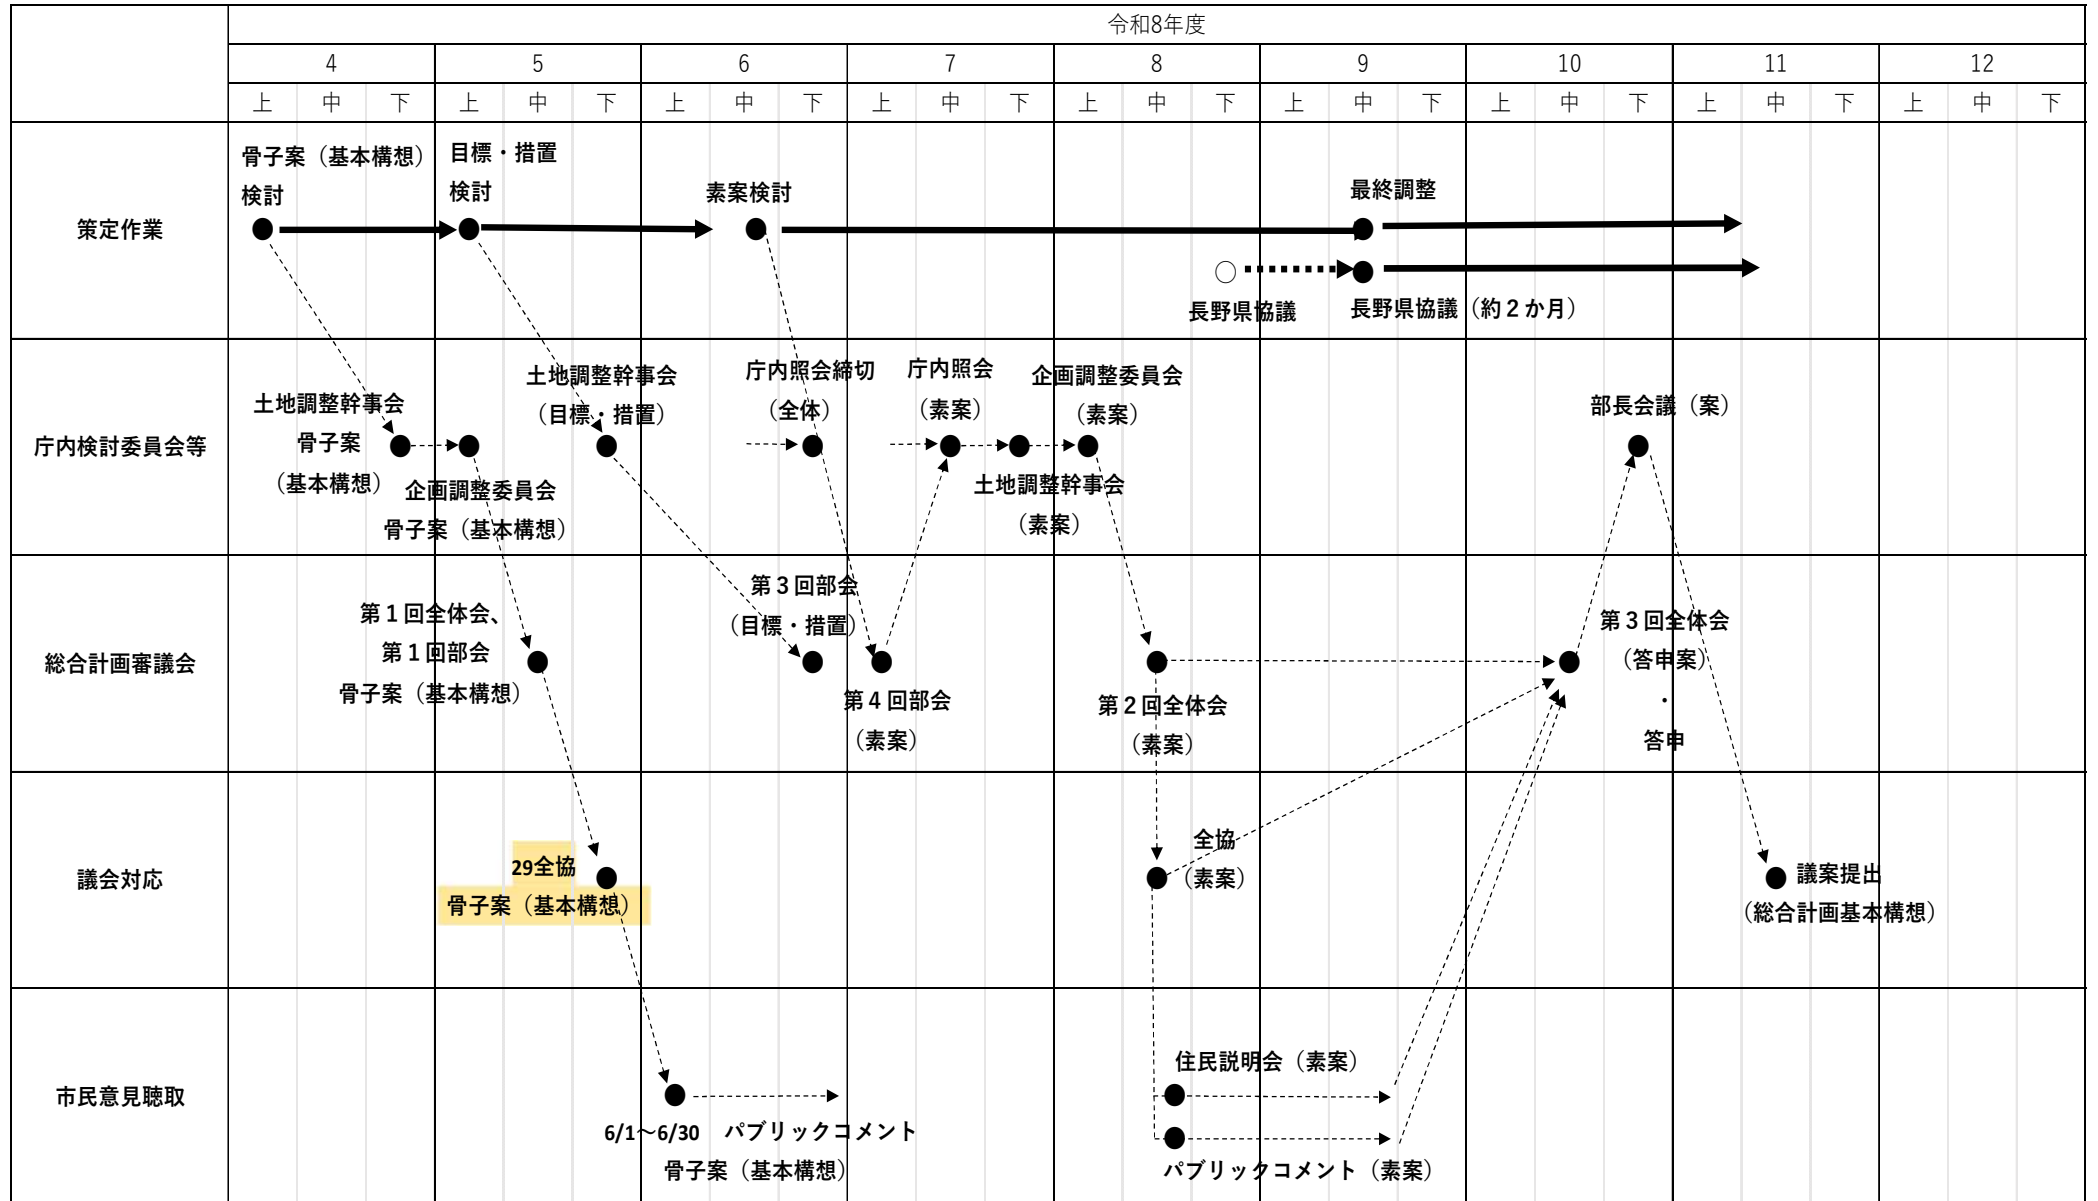 令和8年度
4 5 6 7 8 9 10 11 12
上 中 下 上 中 下 上 中 下 上 中 下 上 中 下 上 中 下 上 中 下 上 中 下 上 中 下
策定作業
骨子案（基本構想）
検討
目標・措置
検討
素案検討
最終調整
長野県協議
長野県協議（約２か月）
庁内検討委員会等
土地調整幹事会
骨子案
（基本構想）
企画調整委員会
骨子案（基本構想）
土地調整幹事会
（目標・措置）
庁内照会締切
（全体）
庁内照会
（素案）
土地調整幹事会
（素案）
企画調整委員会
（素案）
部長会議（案）
総合計画審議会
第１回全体会、
第１回部会
骨子案（基本構想）
第３回部会
（目標・措置）
第４回部会
（素案）
第２回全体会
（素案）
第３回全体会
（答申案）
・
答申
議会対応
29全協
骨子案（基本構想）
全協
（素案）
議案提出
（総合計画基本構想）
市民意見聴取
6/1～6/30　パブリックコメント
骨子案（基本構想）
住民説明会（素案）
パブリックコメント（素案）